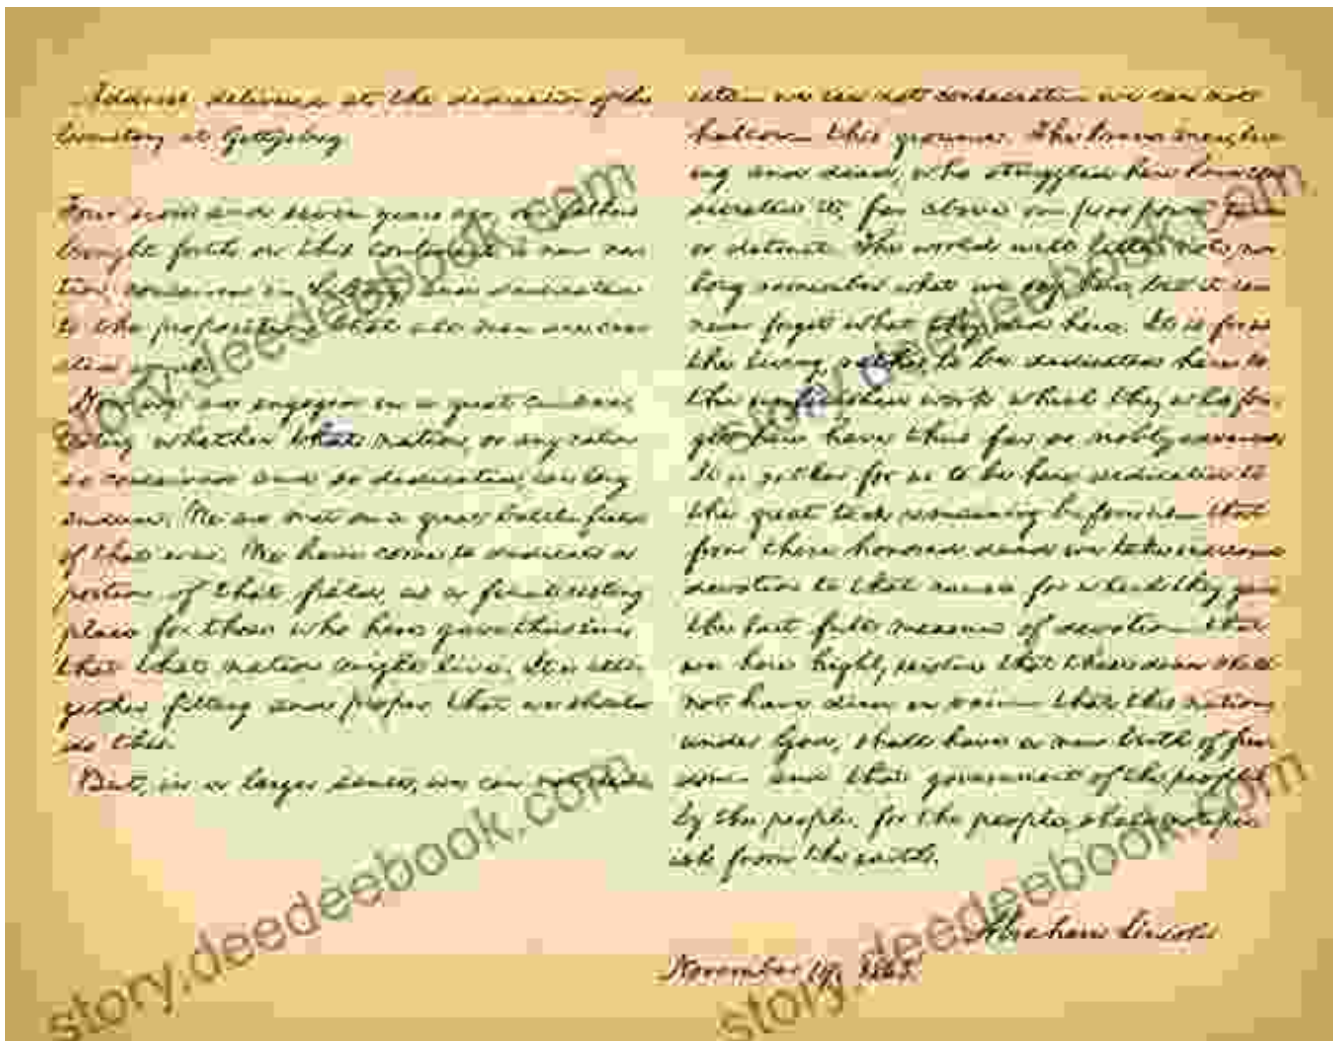 Address delivered at the dedication of the
Cemetery at Gettysburg.
Four score and seven years ago our fathers
brought forth on this continent, a new na-
tion, conceived in Liberty, and dedicated
to the proposition that all men are crea-
ted equal.
Now we are engaged in a great civil war,
testing whether that nation, or any nation
so conceived and so dedicated, can long
endure. We are met on a great battle-field
of that war. We have come to dedicate a
portion of that field, as a final resting
place for those who here gave their lives
that that nation might live. It is alto-
gether fitting and proper that we should
do this.
But, in a larger sense, we can not dedi-
cate— we can not consecrate— we can not
hallow— this ground. The brave men, liv-
ing and dead, who struggled here have con-
secrated it, far above our poor power to add
or detract. The world will little note, nor
long remember what we say here, but it can
never forget what they did here. It is for us
the living, rather, to be dedicated here to
the unfinished work which they who fou-
ght here have thus far so nobly advanced.
It is rather for us to be here dedicated to
the great task remaining before us— that
from these honored dead we take increased
devotion to that cause for which they gave
the last full measure of devotion— that
we here highly resolve that these dead shall
not have died in vain— that this nation,
under God, shall have a new birth of free-
dom— and that government of the people,
by the people, for the people, shall not per-
ish from the earth.
Abraham Lincoln
November 19, 1863.
story.deedeebook.com
story.deedeebook.com
story.deedeebook.com
story.deedeebook.com